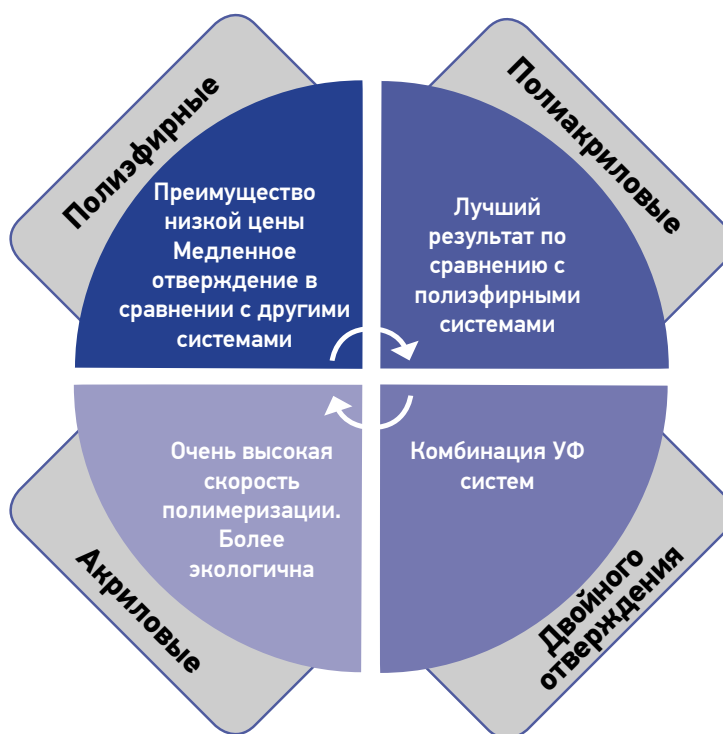 Полиэфирные
Преимущество
низкой цены
Медленное
отверждение в
сравнении с другими
системами
Полиакриловые
Лучший
результат по
сравнению с
полиэфирными
системами
Акриловые
Очень высокая
скорость
полимеризации.
Более
экологична
Двойного
отверждения
Комбинация УФ
систем